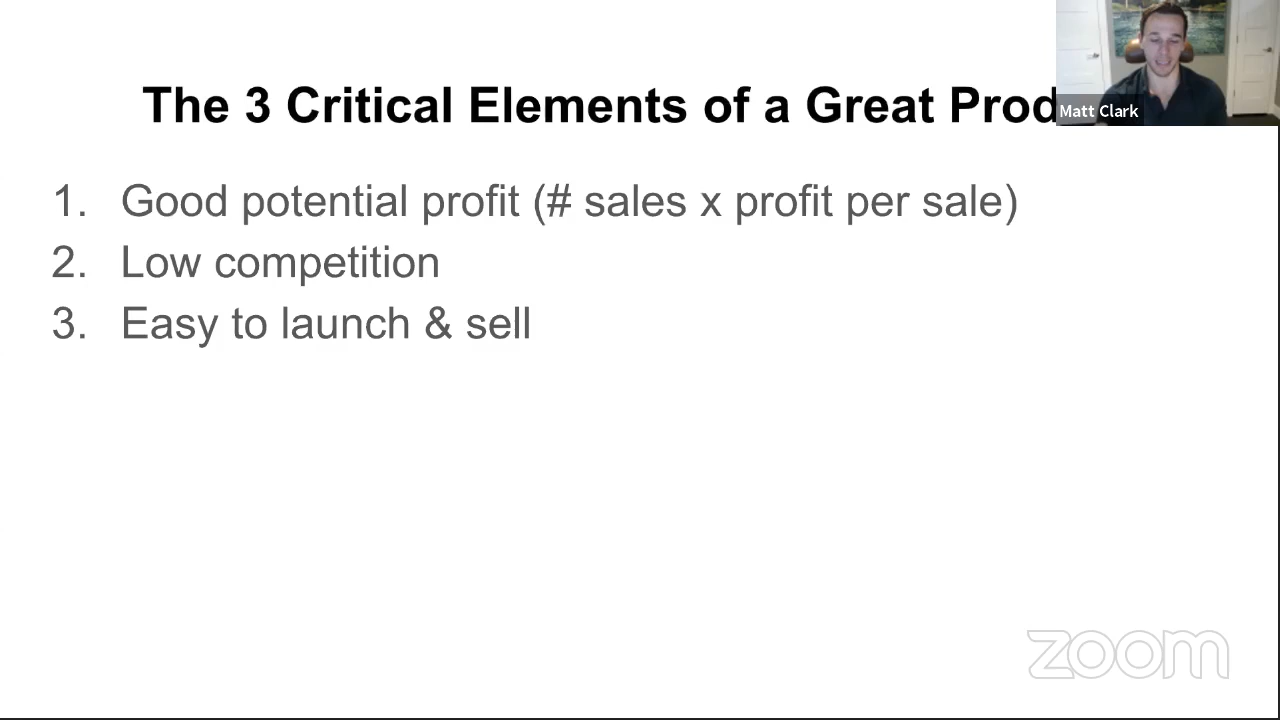 The 3 Critical Elements of a Great Prod
Matt Clark
1. Good potential profit (# sales x profit per sale)
2. Low competition
3. Easy to launch & sell
zoom